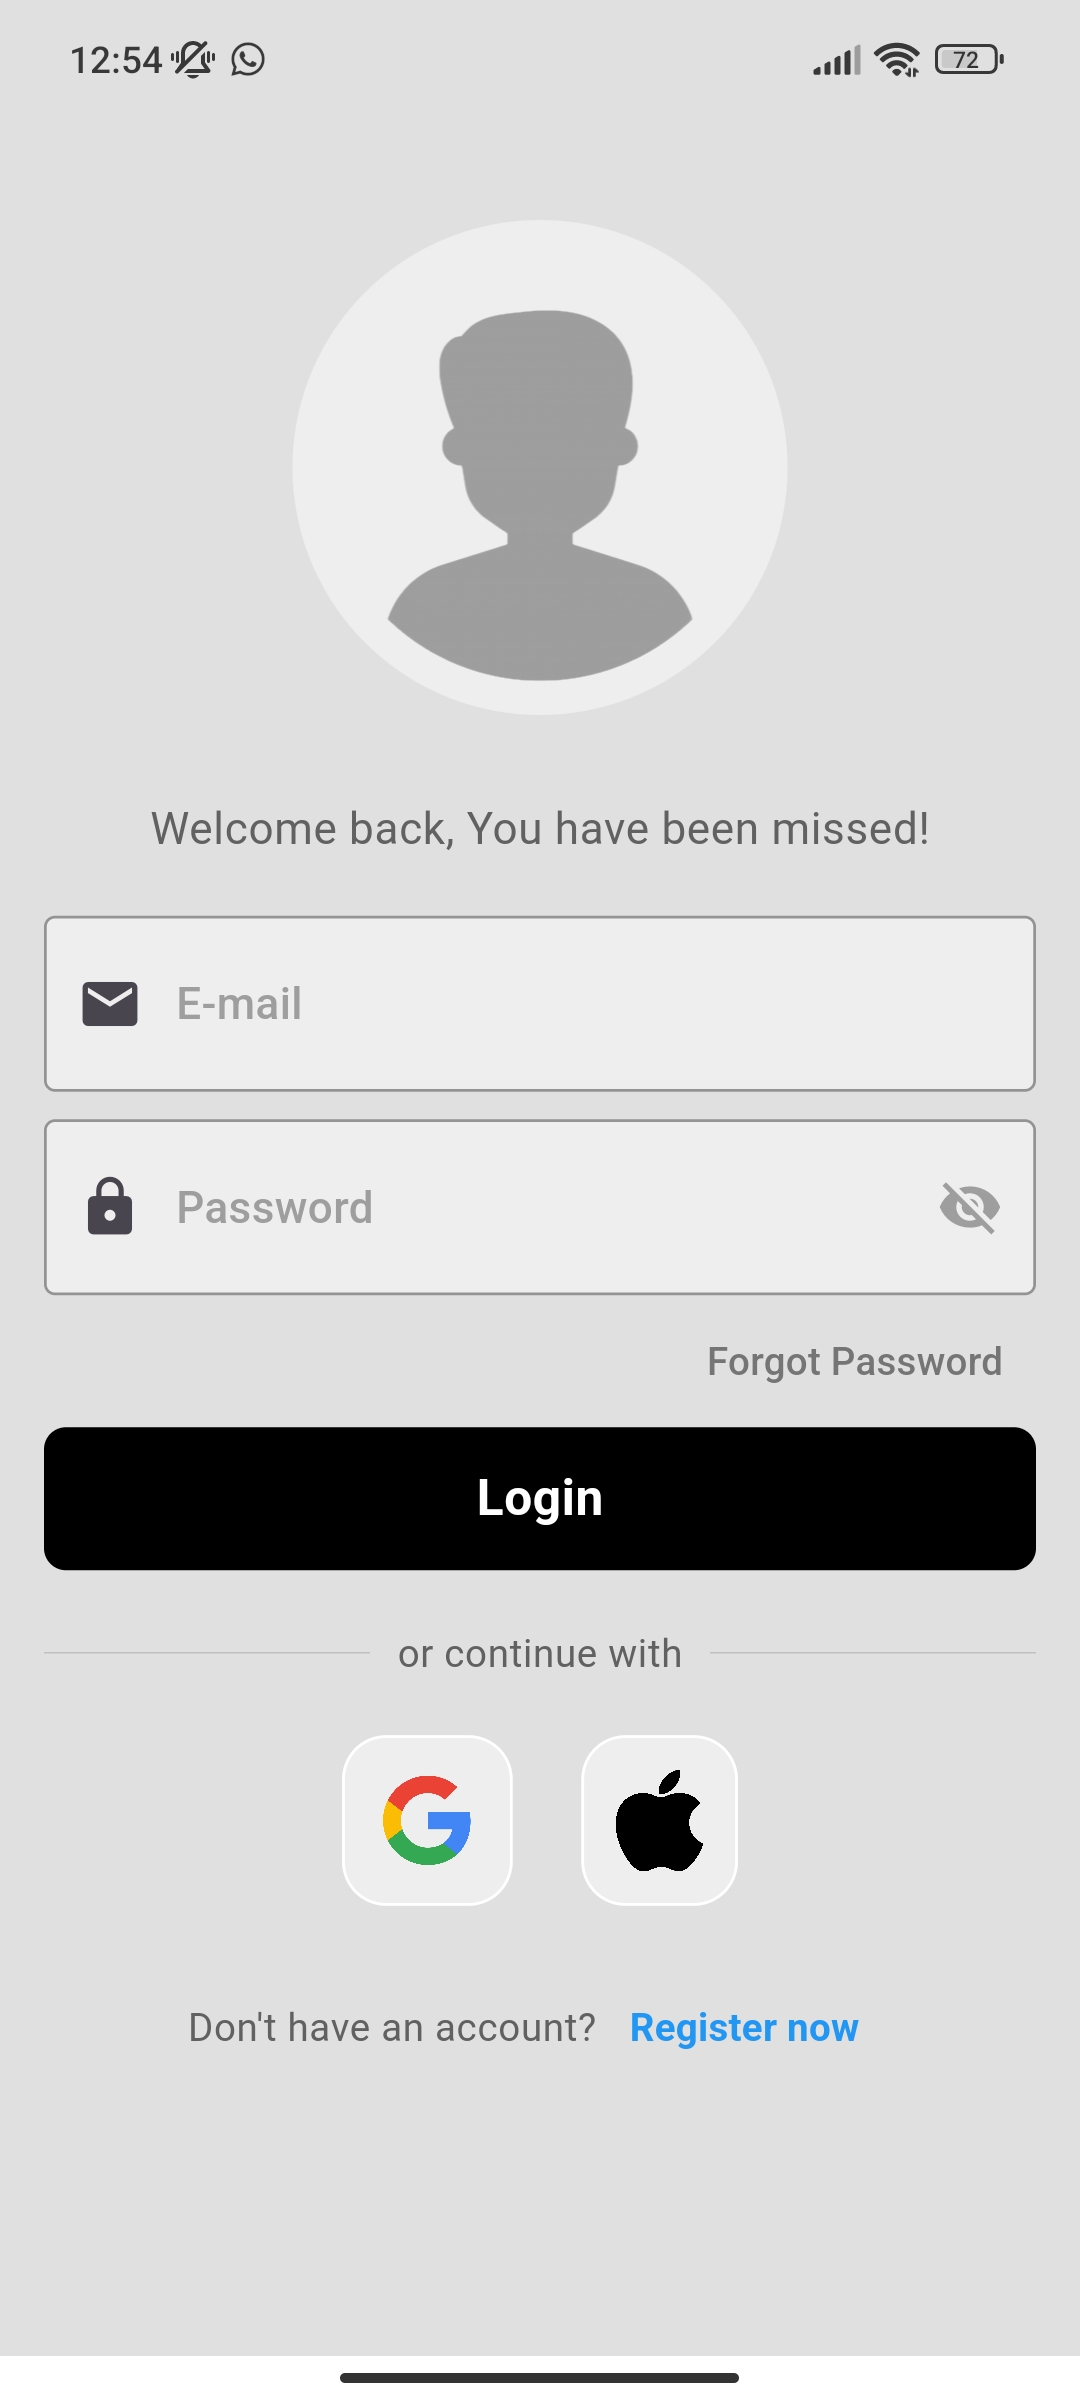 12:54 72
Welcome back, You have been missed!
E-mail
Password
Forgot Password
Login
or continue with
Don't have an account? Register now